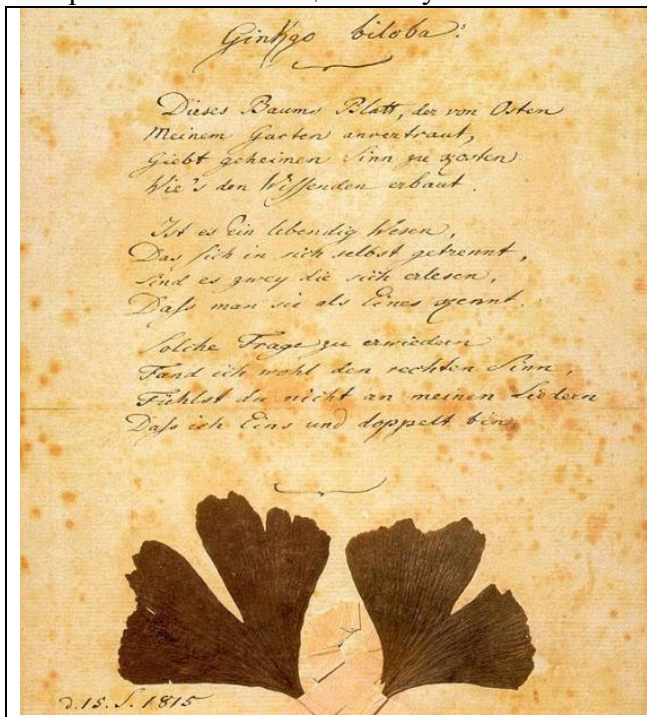 Ginkgo biloba.
Dieses Baums Blatt, der von Osten
Meinem Garten anvertraut,
Giebt geheimen Sinn zu kosten
Wie's den Wissenden erbaut.
Ist es Ein lebendig Wesen,
Das sich in sich selbst getrennt,
Sind es zwey die sich erlesen,
Dass man sie als Eines kennt.
Solche Frage zu erwiedern
Fand ich wohl den rechten Sinn,
Fühlst du nicht an meinen Liedern
Dass ich Eins und doppelt bin.
d. 15. S. 1815